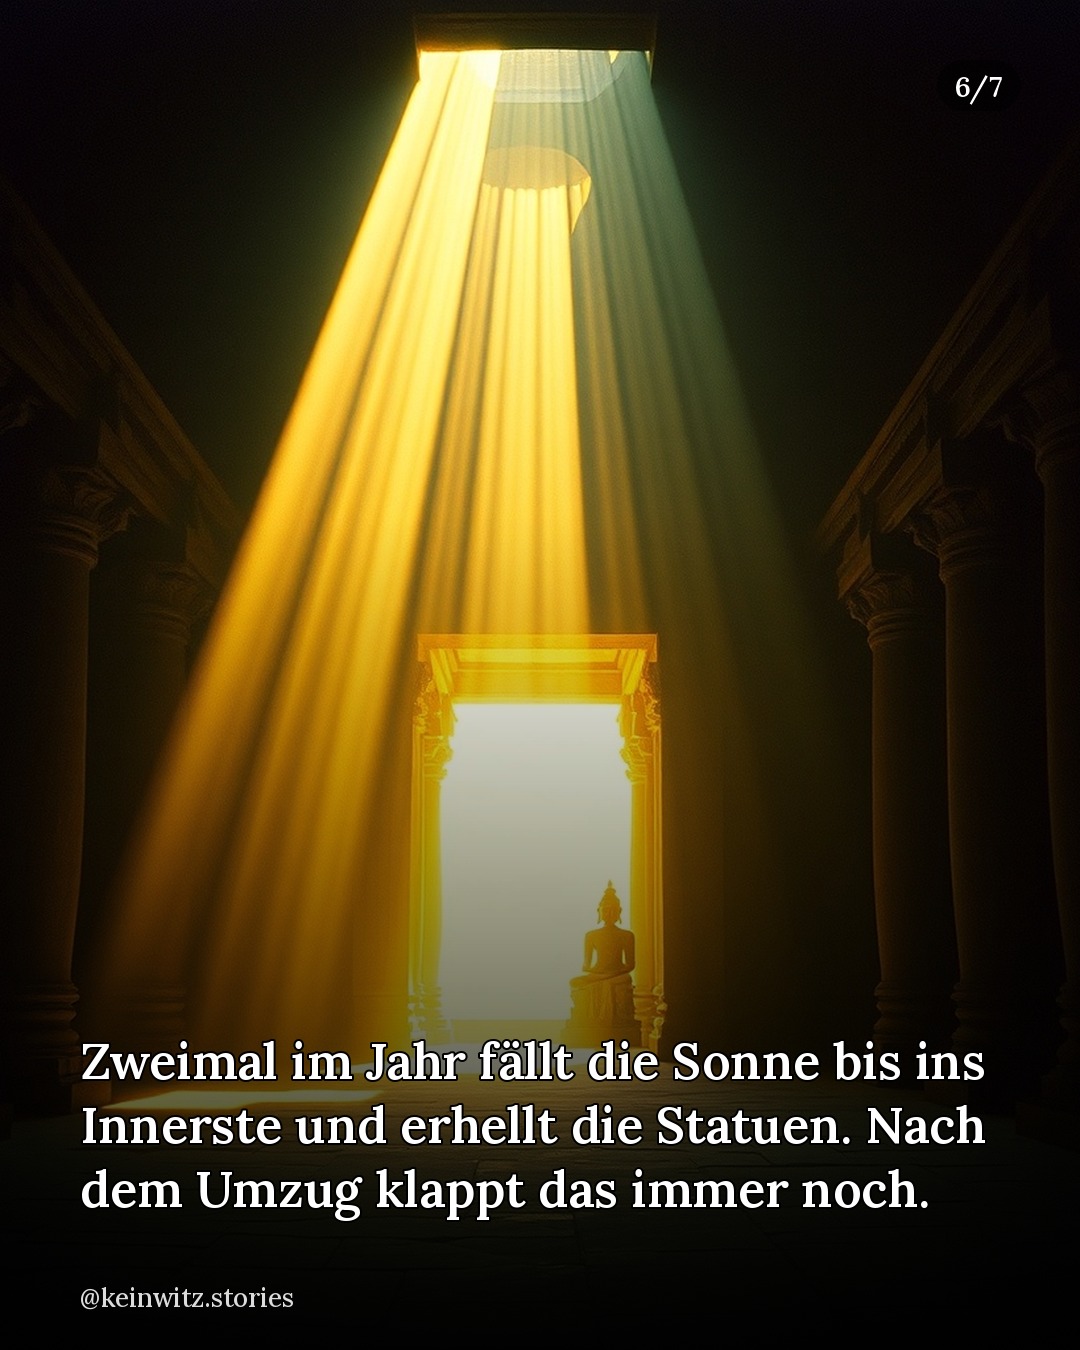 6/7
Zweimal im Jahr fällt die Sonne bis ins
Innerste und erhellt die Statuen. Nach
dem Umzug klappt das immer noch.
@keinwitz.stories